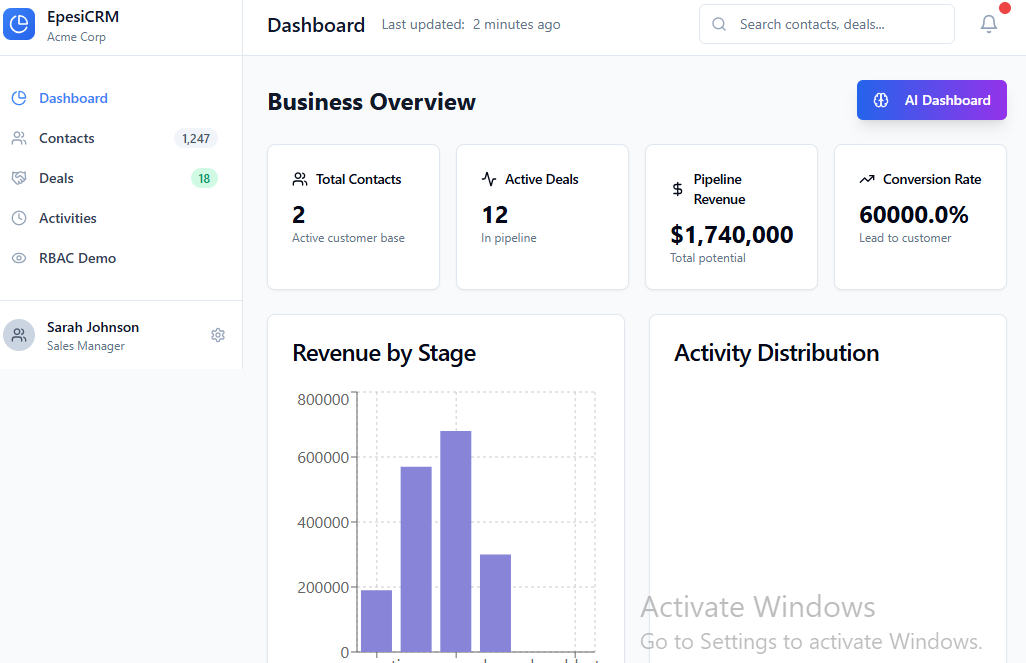 EpesiCRM
Acme Corp
Dashboard
Contacts 1,247
Deals 18
Activities
RBAC Demo
Sarah Johnson
Sales Manager
Dashboard Last updated: 2 minutes ago
Search contacts, deals...
Business Overview
AI Dashboard
Total Contacts
2
Active customer base
Active Deals
12
In pipeline
Pipeline
Revenue
$1,740,000
Total potential
Conversion Rate
60000.0%
Lead to customer
Revenue by Stage
800000
600000
400000
200000
0
Activity Distribution
Activate Windows
Go to Settings to activate Windows.